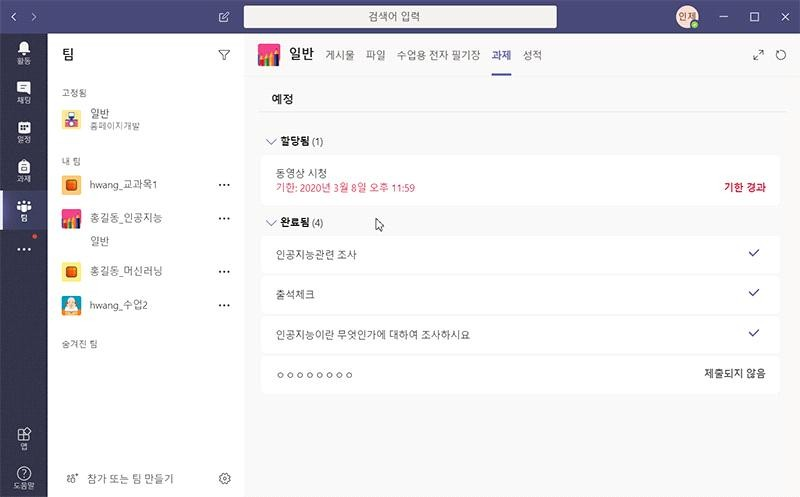 검색어 입력
인제
활동
채팅
일정
과제
팀
앱
도움말
팀
고정됨
일반
홈페이지개발
내 팀
hwang_교과목1
홍길동_인공지능
일반
홍길동_머신러닝
hwang_수업2
숨겨진 팀
참가 또는 팀 만들기
일반 게시물 파일 수업용 전자 필기장 과제 성적
예정
할당됨 (1)
동영상 시청
기한: 2020년 3월 8일 오후 11:59 기한 경과
완료됨 (4)
인공지능관련 조사
출석체크
인공지능이란 무엇인가에 대하여 조사하시요
ㅇㅇㅇㅇㅇㅇㅇㅇ 제출되지 않음